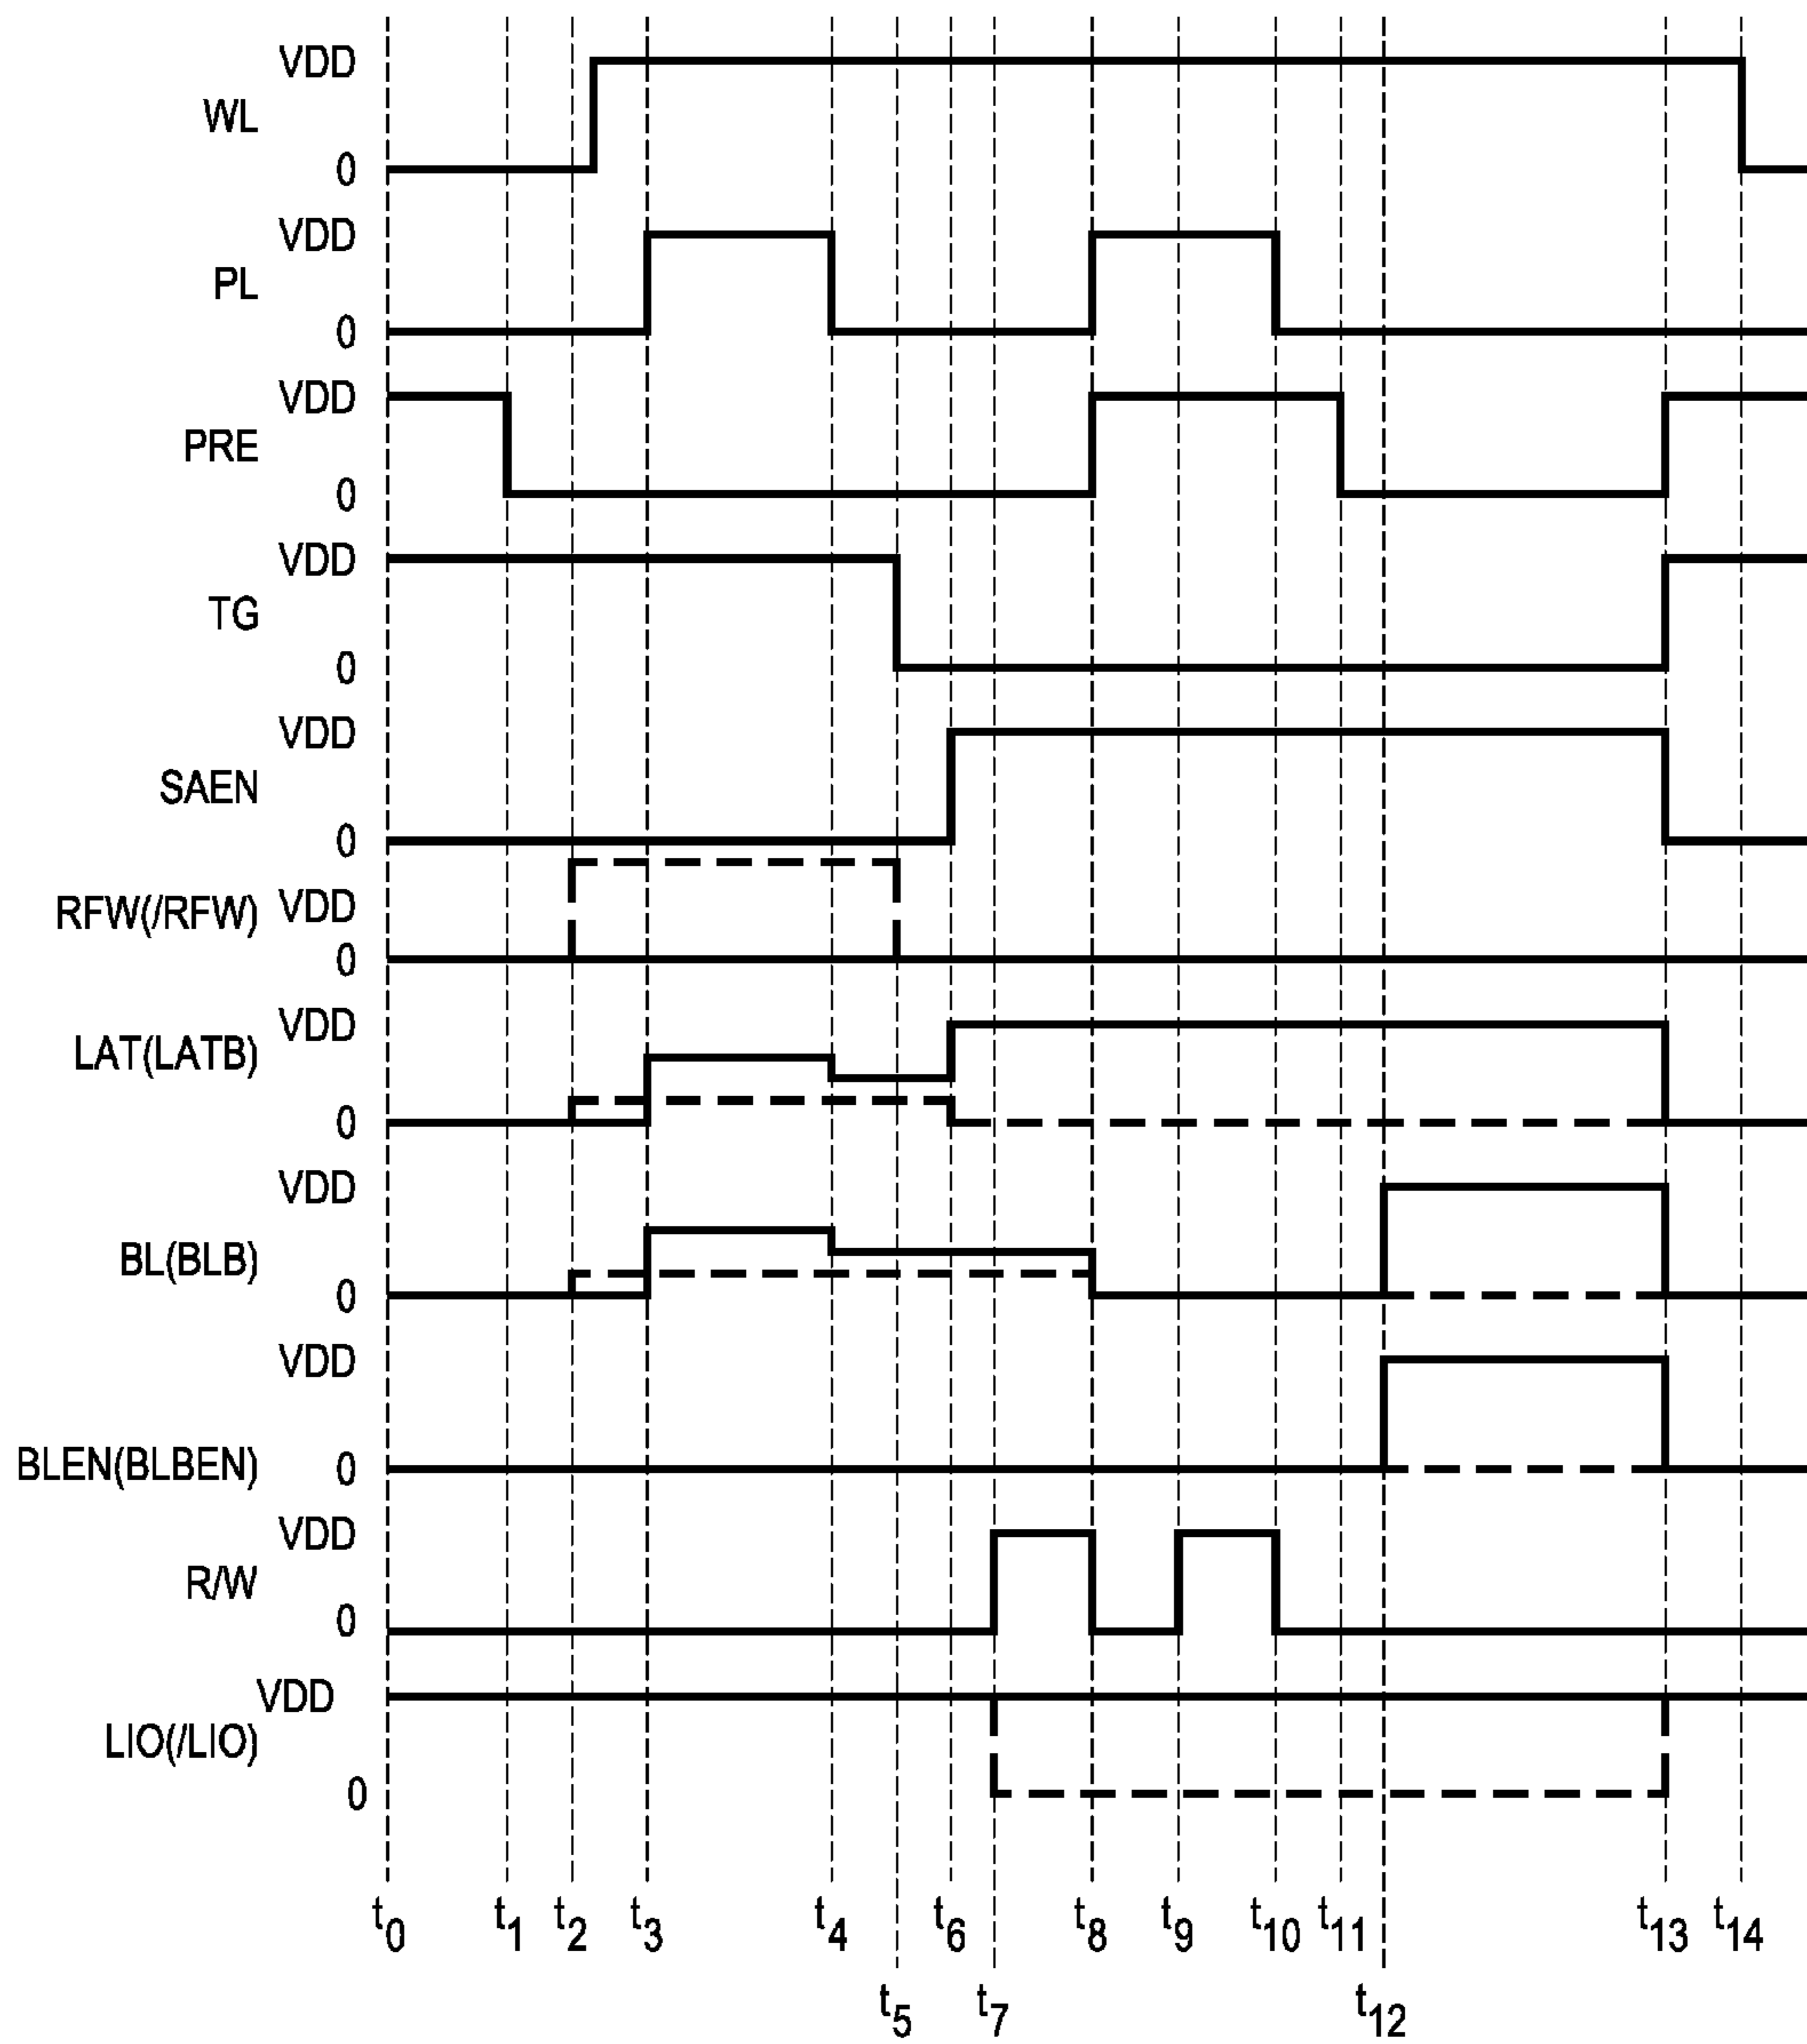 VDD
WL
0
VDD
PL
0
VDD
PRE
0
VDD
TG
0
VDD
SAEN
0
RFW(/RFW) VDD
0
VDD
LAT(LATB)
0
VDD
BL(BLB)
0
VDD
BLEN(BLBEN) 0
VDD
R/W
0
VDD
LIO(/LIO)
0
t0 t1 t2 t3 t4 t6 t8 t9 t10 t11 t13 t14
t5 t7 t12